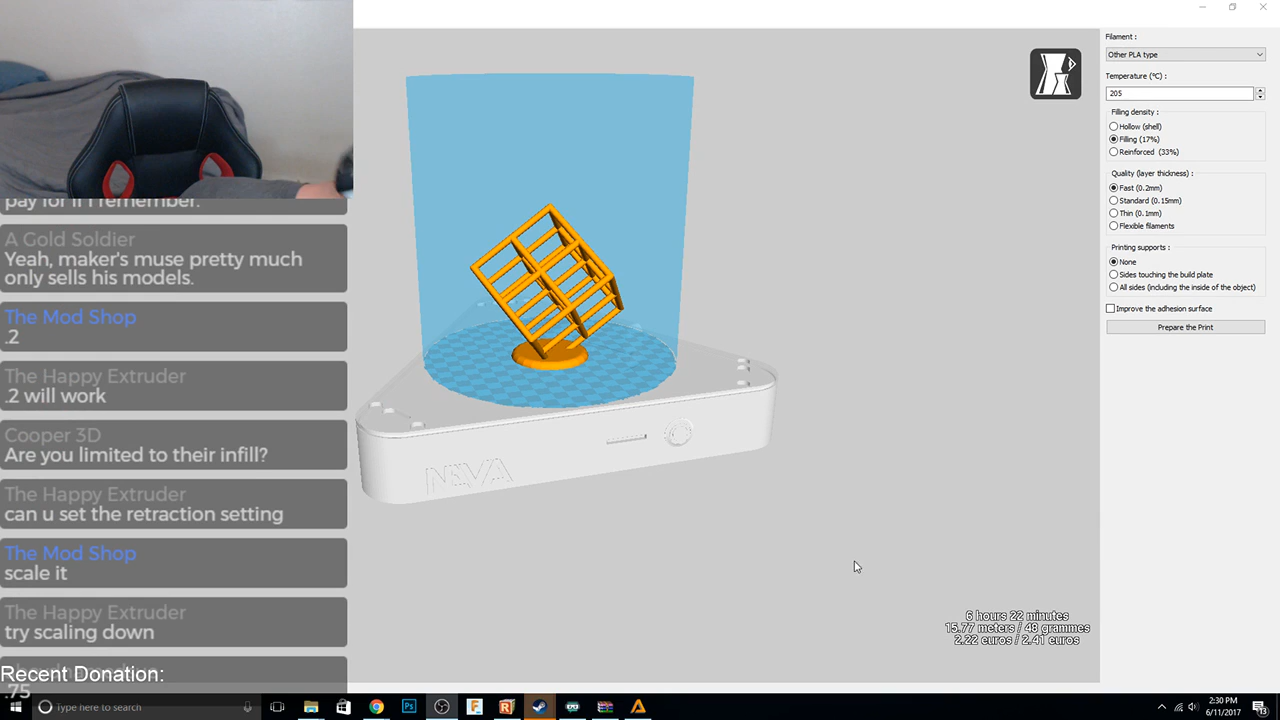 pay for if I remember.
A Gold Soldier
Yeah, maker's muse pretty much
only sells his models.
The Mod Shop
.2
The Happy Extruder
.2 will work
Cooper 3D
Are you limited to their infill?
The Happy Extruder
can u set the retraction setting
The Mod Shop
scale it
The Happy Extruder
try scaling down
Recent Donation:
.75
NEVA
6 hours 22 minutes
15.77 meters / 48 grammes
2.22 euros / 2.41 euros
Filament :
Other PLA type
Temperature (°C) :
205
Filling density :
Hollow (shell)
Filling (17%)
Reinforced (33%)
Quality (layer thickness) :
Fast (0.2mm)
Standard (0.15mm)
Thin (0.1mm)
Flexible filaments
Printing supports :
None
Sides touching the build plate
All sides (including the inside of the object)
Improve the adhesion surface
Prepare the Print
Type here to search
Ps
F
R
2:30 PM
6/11/2017
13